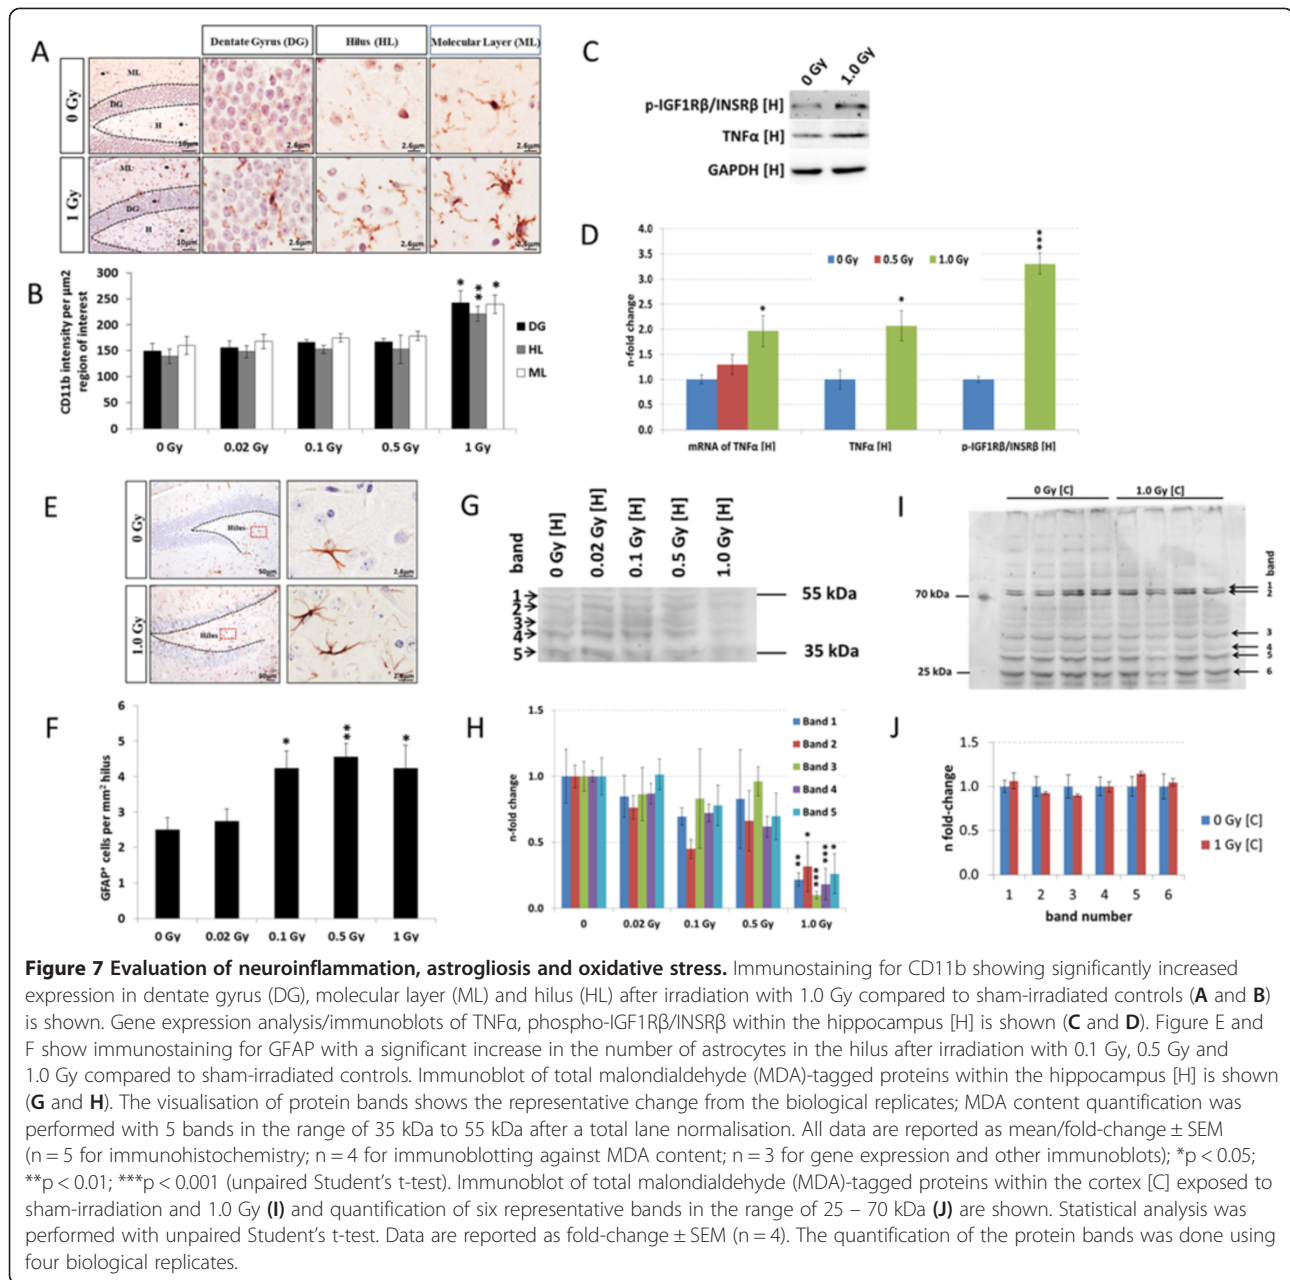 A
Dentate Gyrus (DG)
Hilus (HL)
Molecular Layer (ML)
0 Gy
ML
DG
H
10µm
2.6µm
2.6µm
2.6µm
1 Gy
ML
DG
H
10µm
2.6µm
2.6µm
2.6µm
B
CD11b intensity per µm2
region of interest
300
250
200
150
100
50
0
* ** *
DG
HL
ML
0 Gy 0.02 Gy 0.1 Gy 0.5 Gy 1 Gy
C
0 Gy 1.0 Gy
p-IGF1Rβ/INSRβ [H]
TNFα [H]
GAPDH [H]
D
n-fold change
4.0
3.5
3.0
2.5
2.0
1.5
1.0
0.5
0.0
0 Gy 0.5 Gy 1.0 Gy
* * ***
mRNA of TNFα [H] TNFα [H] p-IGF1Rβ/INSRβ [H]
E
0 Gy
Hilus
50µm
2.6µm
1.0 Gy
Hilus
50µm
2.6µm
F
GFAP⁺ cells per mm² hilus
6
5
4
3
2
1
0
* ** *
0 Gy 0.02 Gy 0.1 Gy 0.5 Gy 1 Gy
G
band
0 Gy [H]
0.02 Gy [H]
0.1 Gy [H]
0.5 Gy [H]
1.0 Gy [H]
1
2
3
4
5
55 kDa
35 kDa
H
n-fold change
1.5
1.0
0.5
0.0
Band 1
Band 2
Band 3
Band 4
Band 5
** * *** *** *
0 0.02 Gy 0.1 Gy 0.5 Gy 1.0 Gy
I
0 Gy [C] 1.0 Gy [C]
band
70 kDa
25 kDa
1
2
3
4
5
6
J
n fold-change
1.5
1.0
0.5
0.0
0 Gy [C]
1 Gy [C]
1 2 3 4 5 6
band number
Figure 7 Evaluation of neuroinflammation, astrogliosis and oxidative stress. Immunostaining for CD11b showing significantly increased
expression in dentate gyrus (DG), molecular layer (ML) and hilus (HL) after irradiation with 1.0 Gy compared to sham-irradiated controls (A and B)
is shown. Gene expression analysis/immunoblots of TNFα, phospho-IGF1Rβ/INSRβ within the hippocampus [H] is shown (C and D). Figure E and
F show immunostaining for GFAP with a significant increase in the number of astrocytes in the hilus after irradiation with 0.1 Gy, 0.5 Gy and
1.0 Gy compared to sham-irradiated controls. Immunoblot of total malondialdehyde (MDA)-tagged proteins within the hippocampus [H] is shown
(G and H). The visualisation of protein bands shows the representative change from the biological replicates; MDA content quantification was
performed with 5 bands in the range of 35 kDa to 55 kDa after a total lane normalisation. All data are reported as mean/fold-change ± SEM
(n = 5 for immunohistochemistry; n = 4 for immunoblotting against MDA content; n = 3 for gene expression and other immunoblots); *p < 0.05;
**p < 0.01; ***p < 0.001 (unpaired Student's t-test). Immunoblot of total malondialdehyde (MDA)-tagged proteins within the cortex [C] exposed to
sham-irradiation and 1.0 Gy (I) and quantification of six representative bands in the range of 25 – 70 kDa (J) are shown. Statistical analysis was
performed with unpaired Student's t-test. Data are reported as fold-change ± SEM (n = 4). The quantification of the protein bands was done using
four biological replicates.